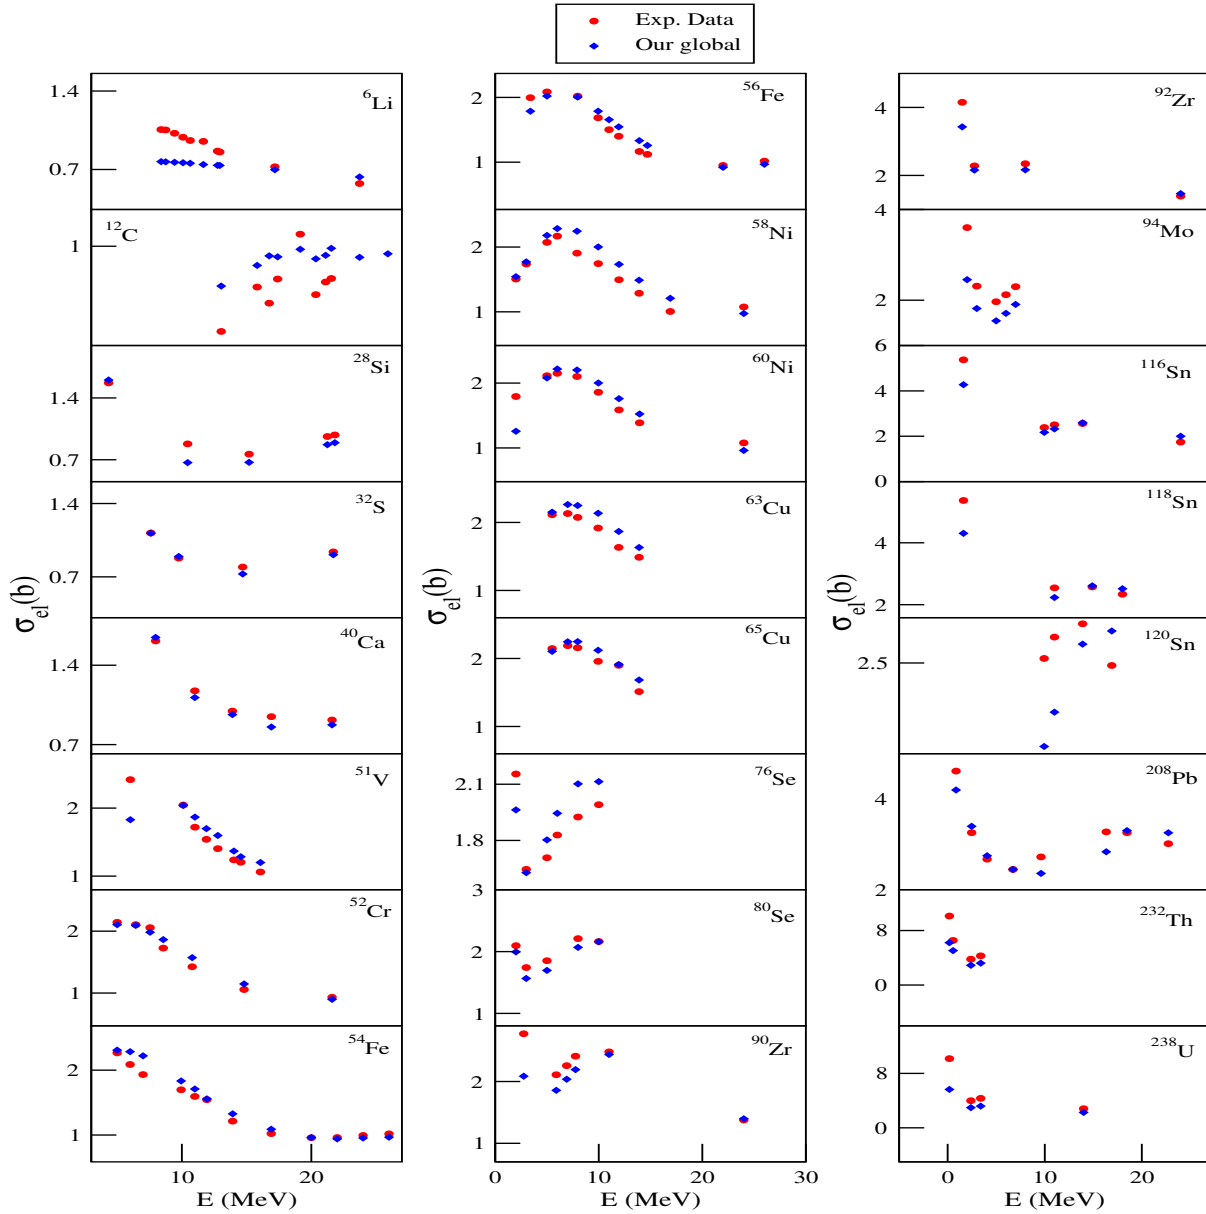 Exp. Data
Our global
1.4
⁶Li
0.7
¹²C
1
²⁸Si
1.4
0.7
³²S
1.4
0.7
⁴⁰Ca
1.4
0.7
⁵¹V
2
1
⁵²Cr
2
1
⁵⁴Fe
2
1
10
20
E (MeV)
σel(b)
⁵⁶Fe
2
1
⁵⁸Ni
2
1
⁶⁰Ni
2
1
⁶³Cu
2
1
⁶⁵Cu
2
1
⁷⁶Se
2.1
1.8
3
⁸⁰Se
2
1
⁹⁰Zr
2
1
0
10
20
30
E (MeV)
σel(b)
⁹²Zr
4
2
4
⁹⁴Mo
2
6
¹¹⁶Sn
4
2
0
¹¹⁸Sn
4
2
¹²⁰Sn
2.5
²⁰⁸Pb
4
2
²³²Th
8
0
²³⁸U
8
0
0
10
20
E (MeV)
σel(b)